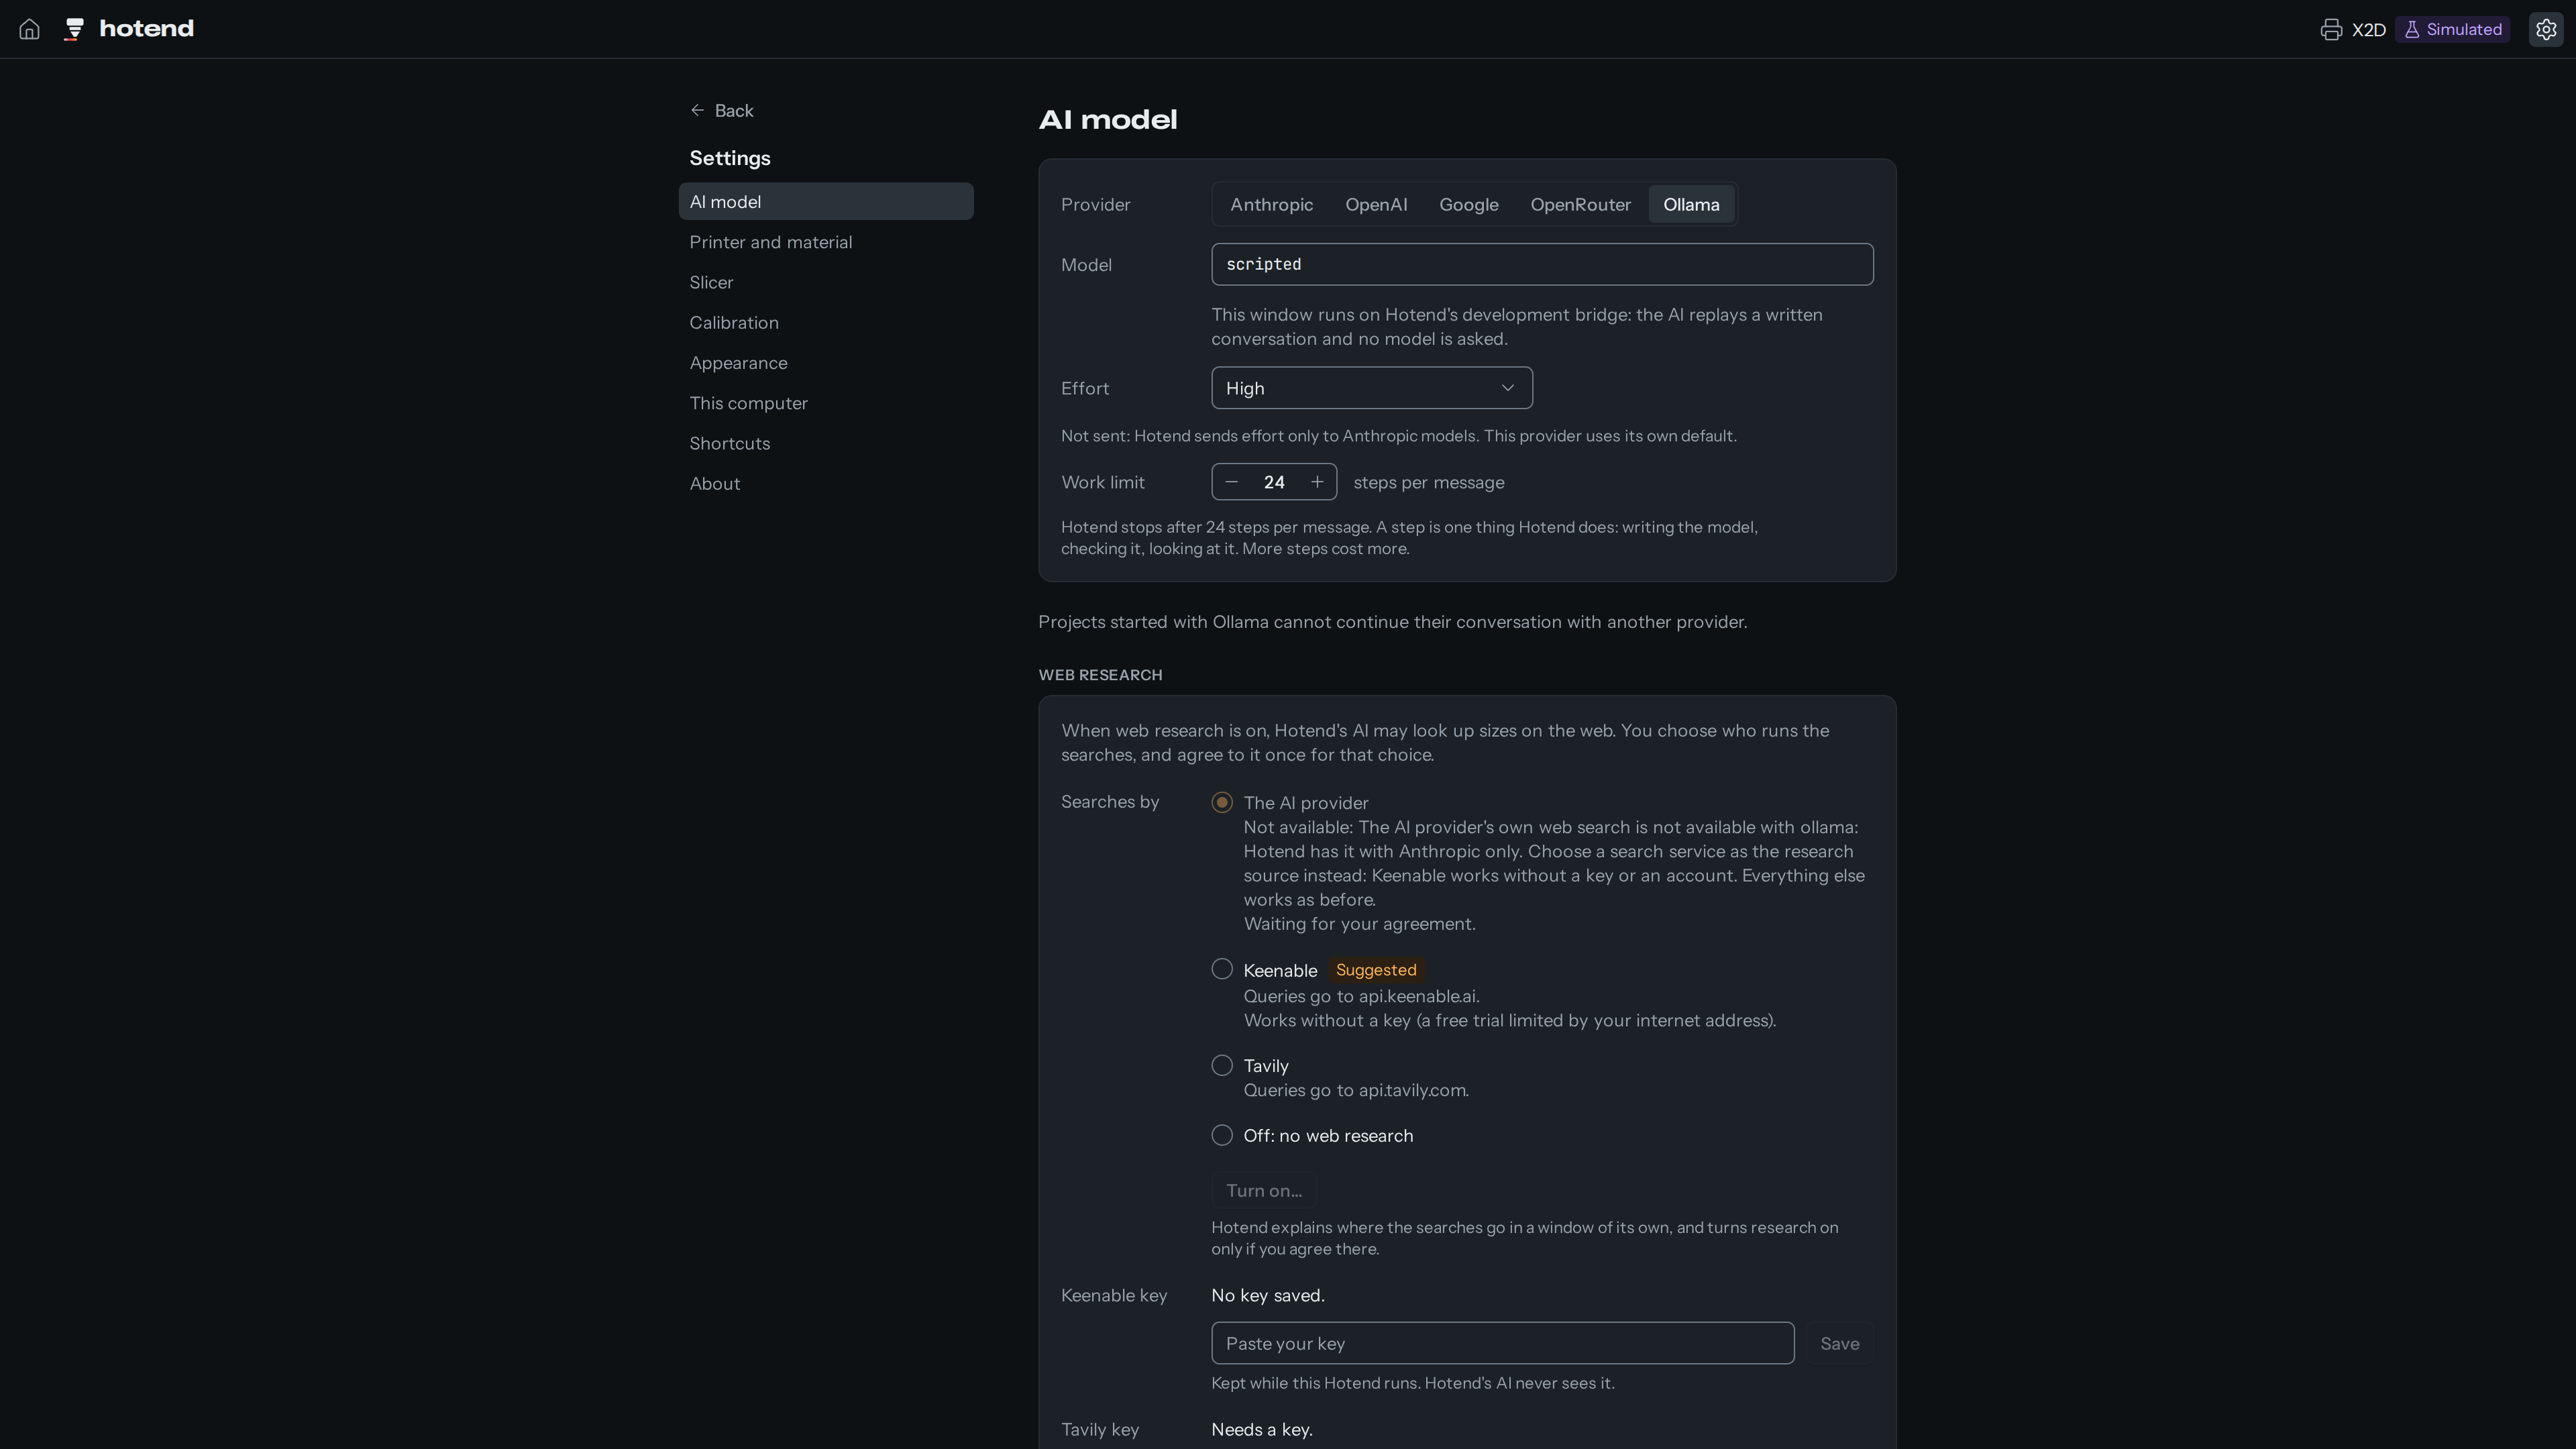 hotend
X2D
Simulated
Back
Settings
AI model
Printer and material
Slicer
Calibration
Appearance
This computer
Shortcuts
About
AI model
Provider
Anthropic OpenAI Google OpenRouter Ollama
Model
scripted
This window runs on Hotend's development bridge: the AI replays a written
conversation and no model is asked.
Effort
High
Not sent: Hotend sends effort only to Anthropic models. This provider uses its own default.
Work limit
24
steps per message
Hotend stops after 24 steps per message. A step is one thing Hotend does: writing the model,
checking it, looking at it. More steps cost more.
Projects started with Ollama cannot continue their conversation with another provider.
WEB RESEARCH
When web research is on, Hotend's AI may look up sizes on the web. You choose who runs the
searches, and agree to it once for that choice.
Searches by
The AI provider
Not available: The AI provider's own web search is not available with ollama:
Hotend has it with Anthropic only. Choose a search service as the research
source instead: Keenable works without a key or an account. Everything else
works as before.
Waiting for your agreement.
Keenable Suggested
Queries go to api.keenable.ai.
Works without a key (a free trial limited by your internet address).
Tavily
Queries go to api.tavily.com.
Off: no web research
Turn on...
Hotend explains where the searches go in a window of its own, and turns research on
only if you agree there.
Keenable key
No key saved.
Paste your key
Save
Kept while this Hotend runs. Hotend's AI never sees it.
Tavily key
Needs a key.